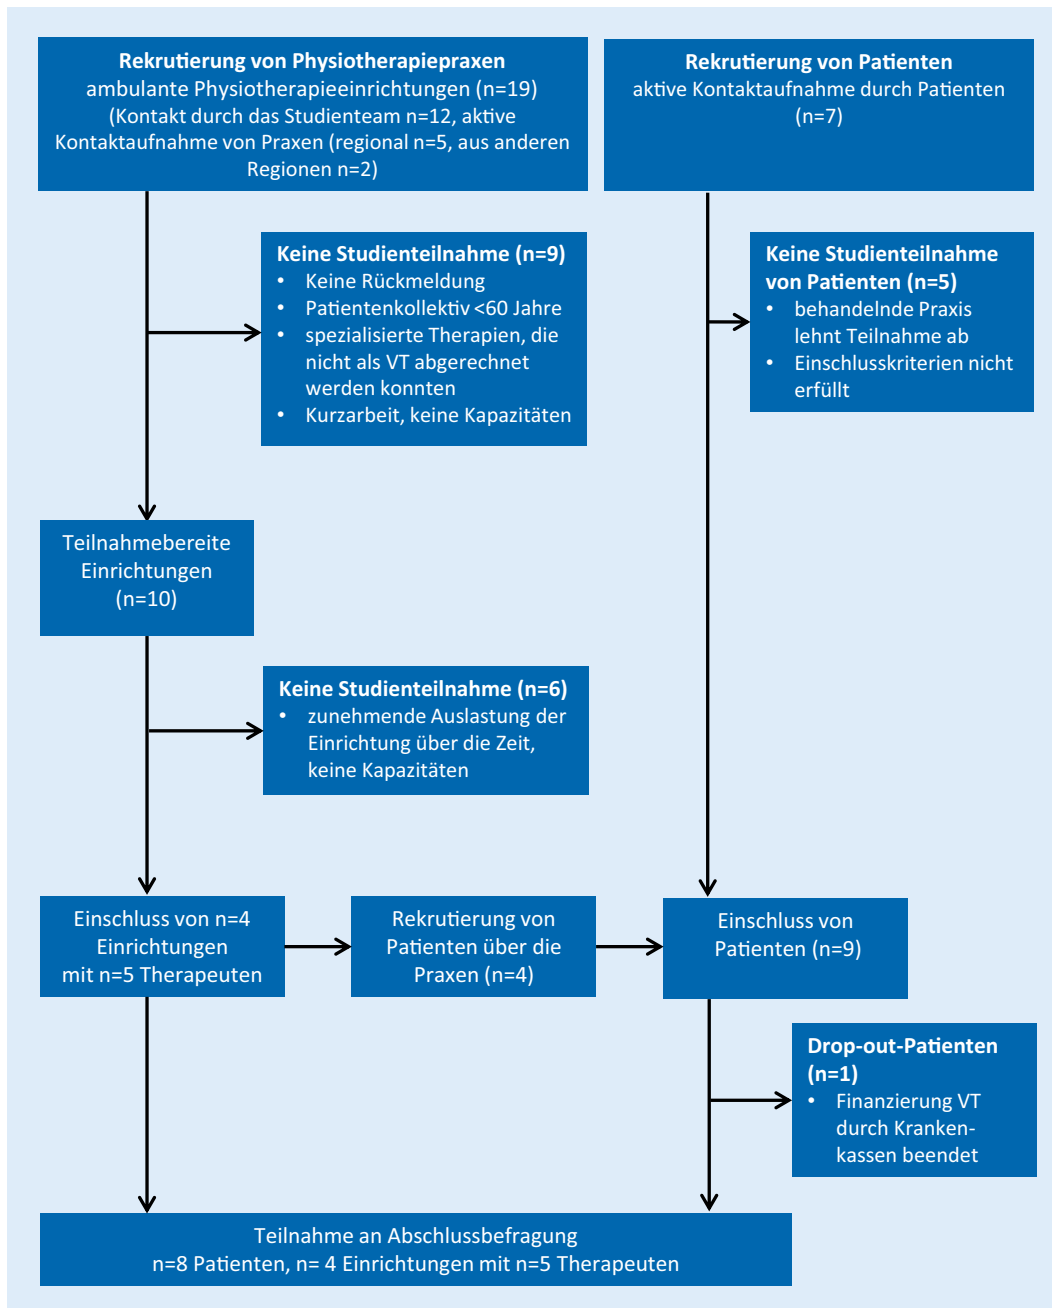 Rekrutierung von Physiotherapiepraxen
ambulante Physiotherapieeinrichtungen (n=19)
(Kontakt durch das Studienteam n=12, aktive
Kontaktaufnahme von Praxen (regional n=5, aus anderen
Regionen n=2)
Rekrutierung von Patienten
aktive Kontaktaufnahme durch Patienten
(n=7)
Keine Studienteilnahme (n=9)
• Keine Rückmeldung
• Patientenkollektiv <60 Jahre
• spezialisierte Therapien, die
nicht als VT abgerechnet
werden konnten
• Kurzarbeit, keine Kapazitäten
Keine Studienteilnahme
von Patienten (n=5)
• behandelnde Praxis
lehnt Teilnahme ab
• Einschlusskriterien nicht
erfüllt
Teilnahmebereite
Einrichtungen
(n=10)
Keine Studienteilnahme (n=6)
• zunehmende Auslastung der
Einrichtung über die Zeit,
keine Kapazitäten
Einschluss von n=4
Einrichtungen
mit n=5 Therapeuten
Rekrutierung von
Patienten über die
Praxen (n=4)
Einschluss von
Patienten (n=9)
Drop-out-Patienten
(n=1)
• Finanzierung VT
durch Kranken-
kassen beendet
Teilnahme an Abschlussbefragung
n=8 Patienten, n= 4 Einrichtungen mit n=5 Therapeuten